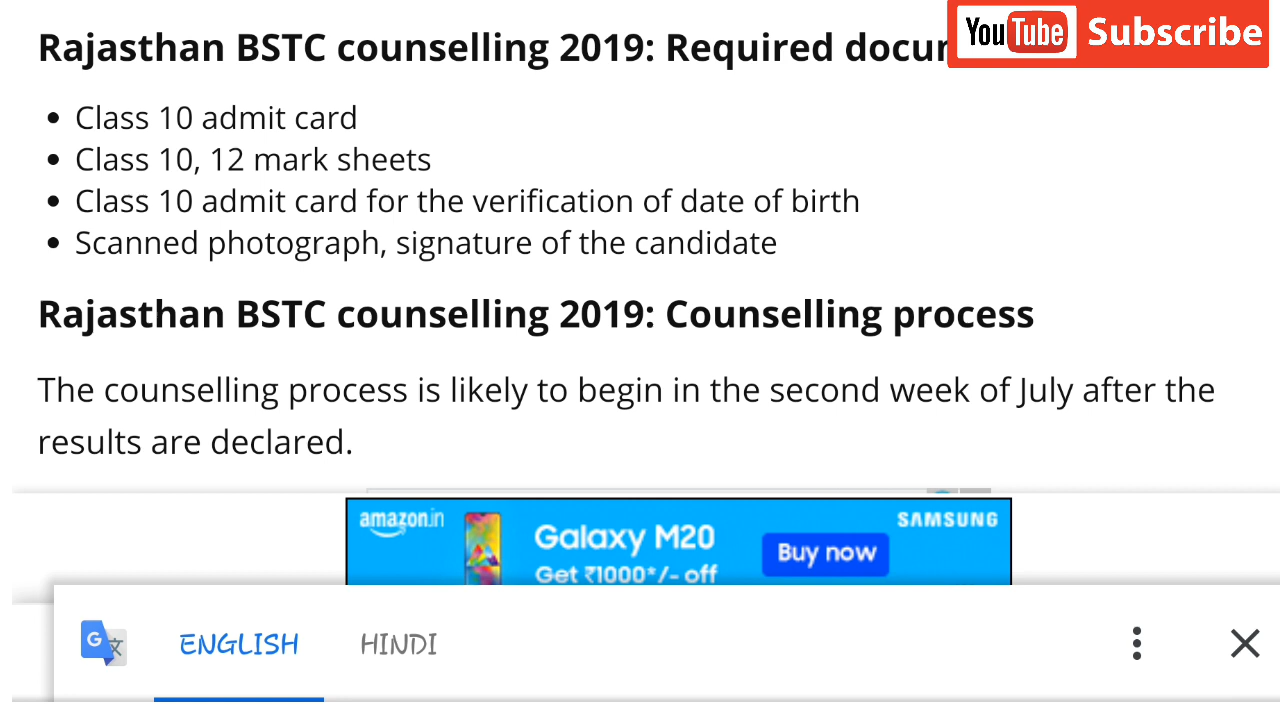 Rajasthan BSTC counselling 2019: Required
YouTube Subscribe
• Class 10 admit card
• Class 10, 12 mark sheets
• Class 10 admit card for the verification of date of birth
• Scanned photograph, signature of the candidate
Rajasthan BSTC counselling 2019: Counselling process
The counselling process is likely to begin in the second week of July after the
results are declared.
amazon.in
SAMSUNG
Galaxy M20
Buy now
Get ₹1000*/- off
G 文
ENGLISH HINDI